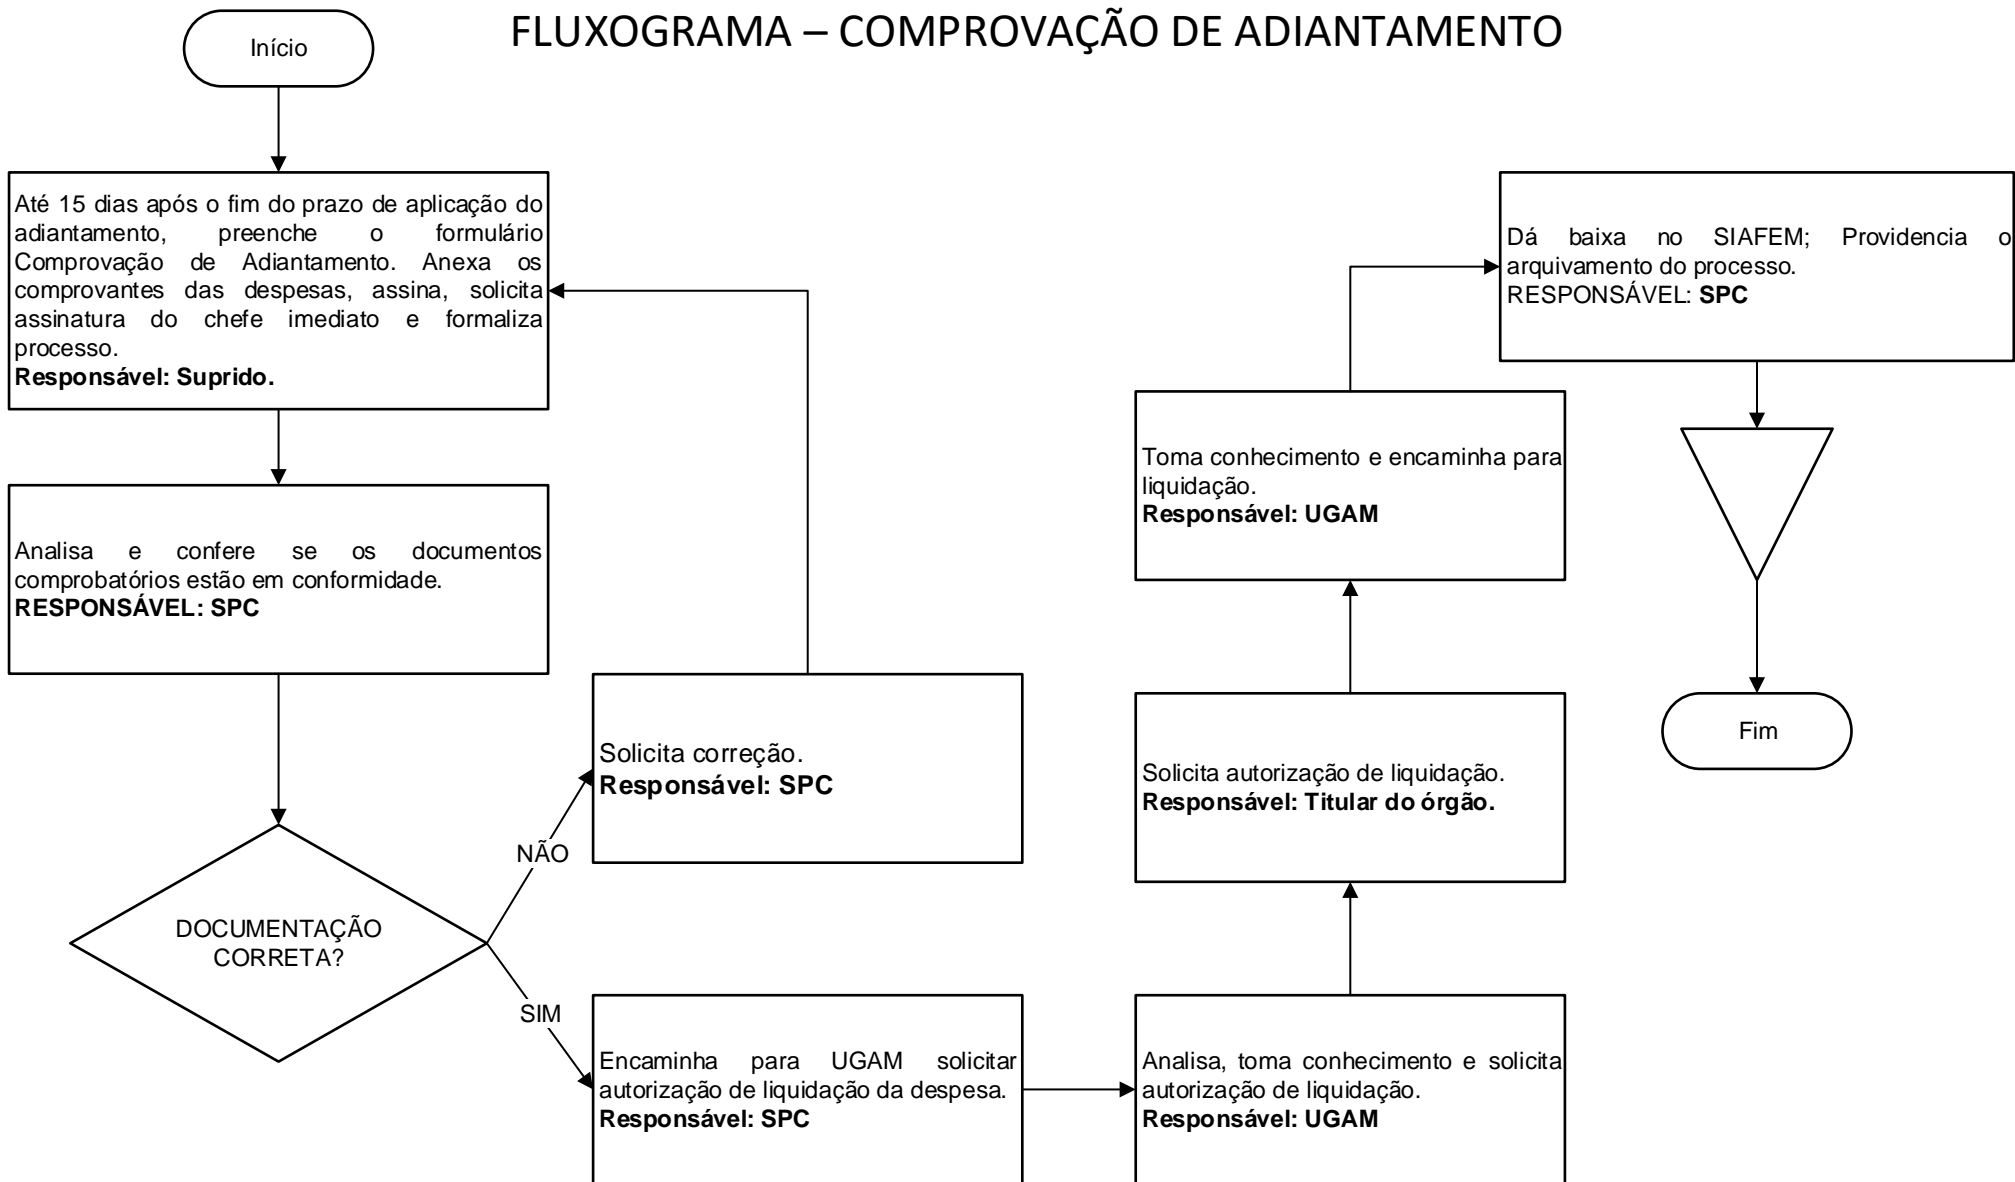 FLUXOGRAMA – COMPROVAÇÃO DE ADIANTAMENTO
Início
Até 15 dias após o fim do prazo de aplicação do
adiantamento, preenche o formulário
Comprovação de Adiantamento. Anexa os
comprovantes das despesas, assina, solicita
assinatura do chefe imediato e formaliza
processo.
Responsável: Suprido.
Analisa e confere se os documentos
comprobatórios estão em conformidade.
RESPONSÁVEL: SPC
DOCUMENTAÇÃO
CORRETA?
NÃO
Solicita correção.
Responsável: SPC
SIM
Encaminha para UGAM solicitar
autorização de liquidação da despesa.
Responsável: SPC
Analisa, toma conhecimento e solicita
autorização de liquidação.
Responsável: UGAM
Solicita autorização de liquidação.
Responsável: Titular do órgão.
Toma conhecimento e encaminha para
liquidação.
Responsável: UGAM
Dá baixa no SIAFEM; Providencia o
arquivamento do processo.
RESPONSÁVEL: SPC
Fim